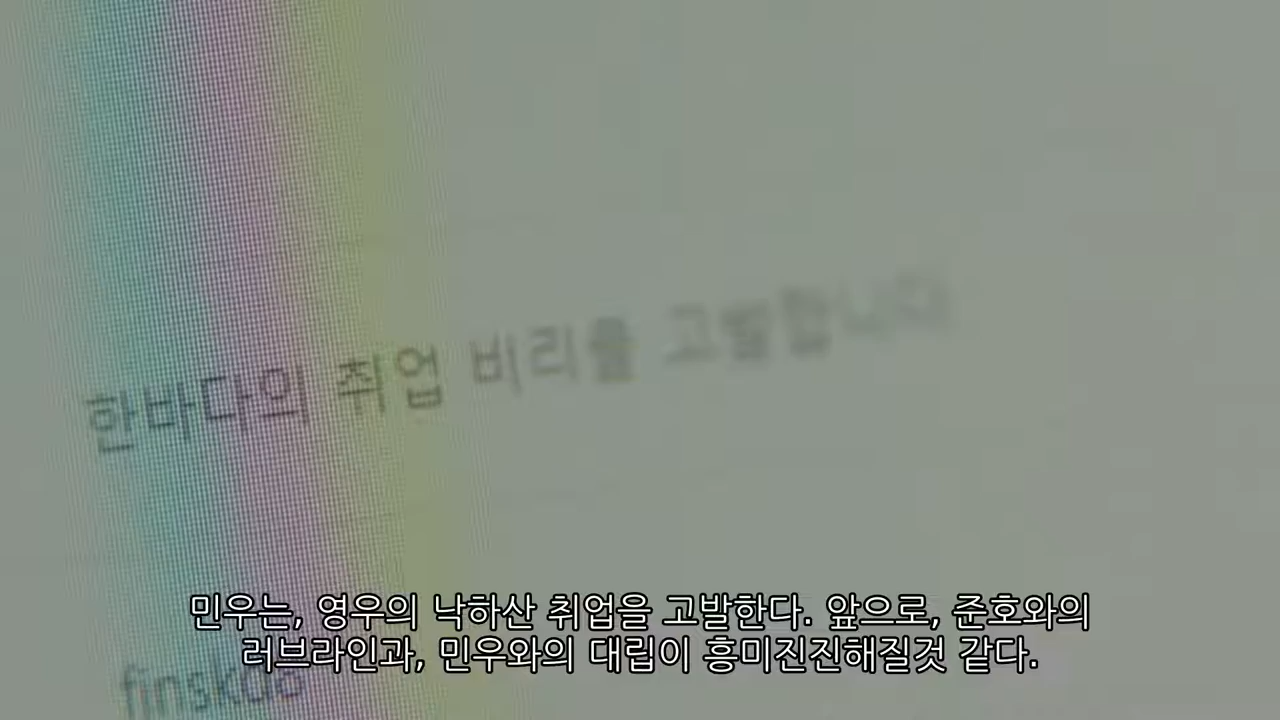 한바다의 취업 비리를 고발합니다
민우는, 영우의 낙하산 취업을 고발한다. 앞으로, 준호와의
러브라인과, 민우와의 대립이 흥미진진해질것 같다.
finsk06